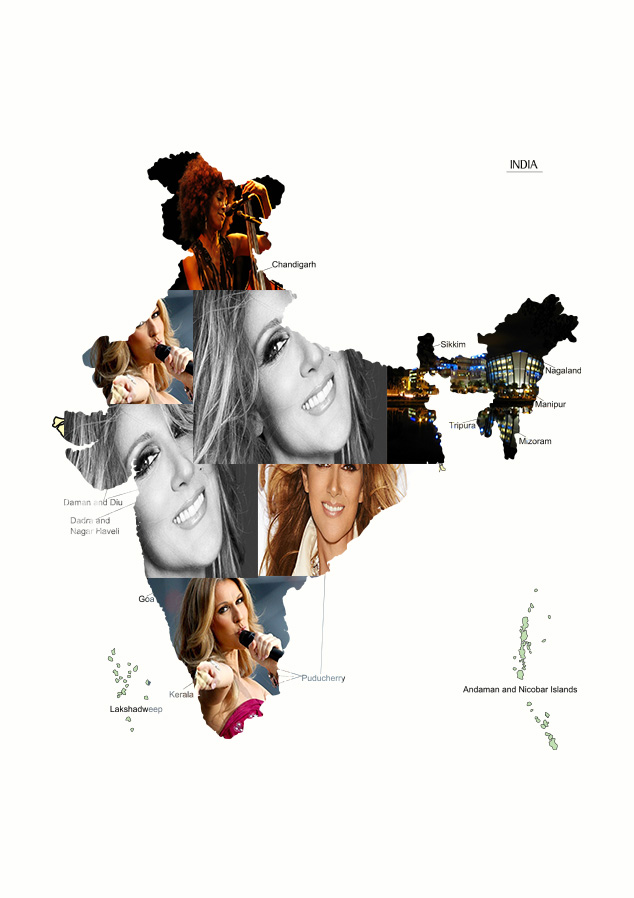 INDIA
Chandigarh
Sikkim
Nagaland
Manipur
Tripura
Mizoram
Daman and Diu
Dadra and
Nagar Haveli
Goa
Puducherry
Kerala
Lakshadweep
Andaman and Nicobar Islands